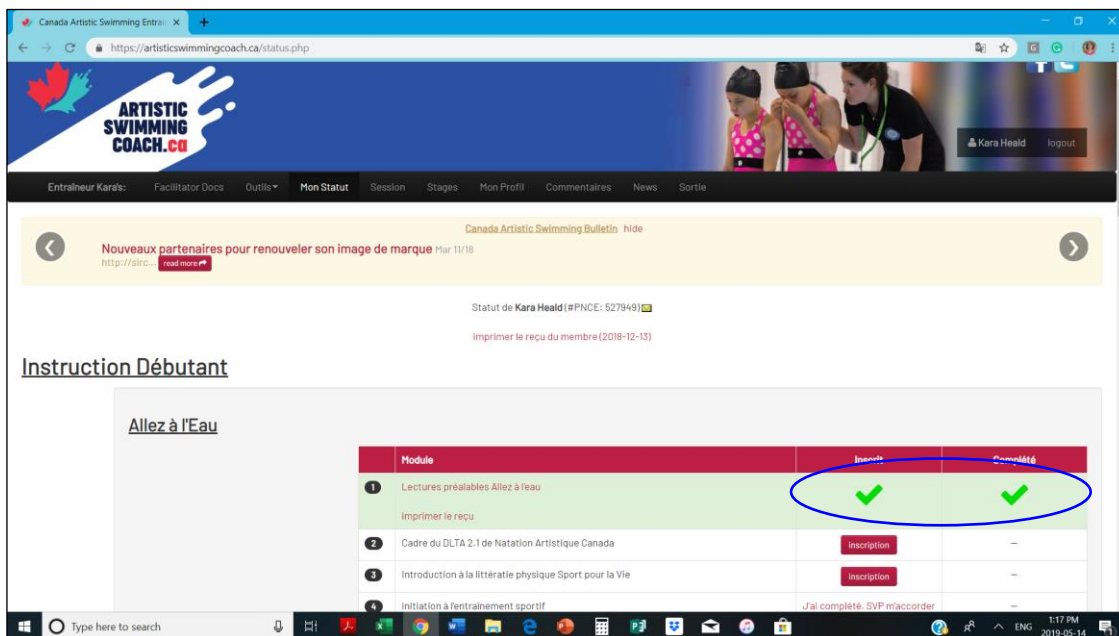 Canada Artistic Swimming Entraî
https://artisticswimmingcoach.ca/status.php
ARTISTIC
SWIMMING
COACH.ca
Kara Heald logout
Entraîneur Kara's: Facilitator Docs Outils Mon Statut Session Stages Mon Profil Commentaires News Sortie
Canada Artistic Swimming Bulletin hide
Nouveaux partenaires pour renouveler son image de marque Mar 11/18
http://sirc... read more
Statut de Kara Heald (#PNCE: 527949)
imprimer le reçu du membre (2018-12-13)
Instruction Débutant
Allez à l'Eau
Module Inscrit Complété
1 Lectures préalables Allez à l'eau
imprimer le reçu
2 Cadre du DLTA 2.1 de Natation Artistique Canada inscription --
3 Introduction à la littératie physique Sport pour la Vie inscription --
4 Initiation à l'entrainement sportif J'ai complété. SVP m'accorder --
Type here to search
ENG
1:17 PM
2019-05-14